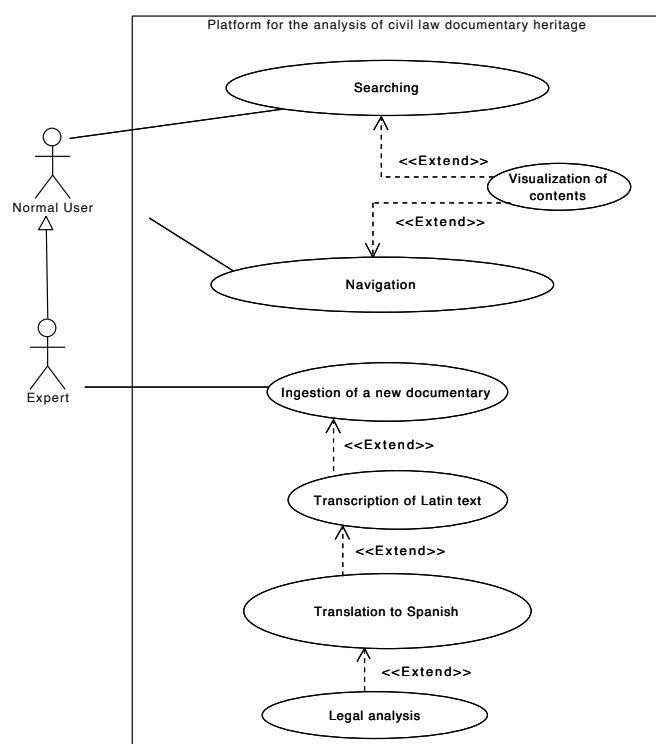 Platform for the analysis of civil law documentary heritage
Searching
<<Extend>>
Visualization of
contents
Normal User
<<Extend>>
Navigation
Expert
Ingestion of a new documentary
<<Extend>>
Transcription of Latin text
<<Extend>>
Translation to Spanish
<<Extend>>
Legal analysis